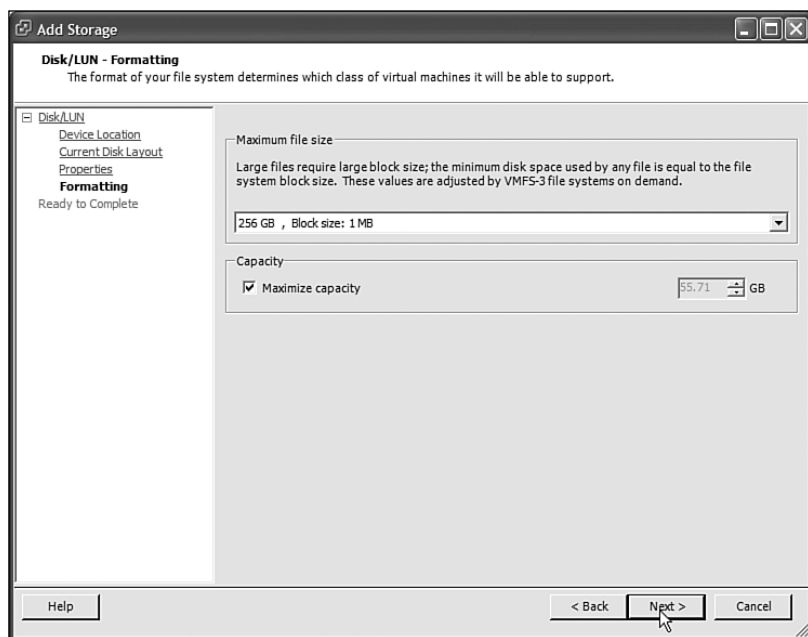 Add Storage
Disk/LUN - Formatting
The format of your file system determines which class of virtual machines it will be able to support.
Disk/LUN
Device Location
Current Disk Layout
Properties
Formatting
Ready to Complete
Maximum file size
Large files require large block size; the minimum disk space used by any file is equal to the file
system block size. These values are adjusted by VMFS-3 file systems on demand.
256 GB , Block size: 1 MB
Capacity
Maximize capacity
55.71 GB
Help
< Back
Next >
Cancel